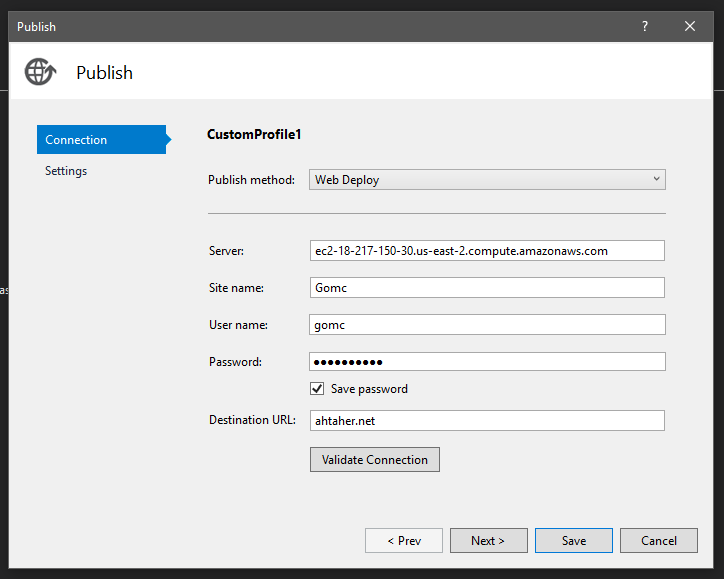 Publish
?
Publish
Connection
Settings
CustomProfile1
Publish method: Web Deploy
Server: ec2-18-217-150-30.us-east-2.compute.amazonaws.com
Site name: Gomc
User name: gomc
Password: ●●●●●●●●●●
Save password
Destination URL: ahtaher.net
Validate Connection
< Prev Next > Save Cancel
as